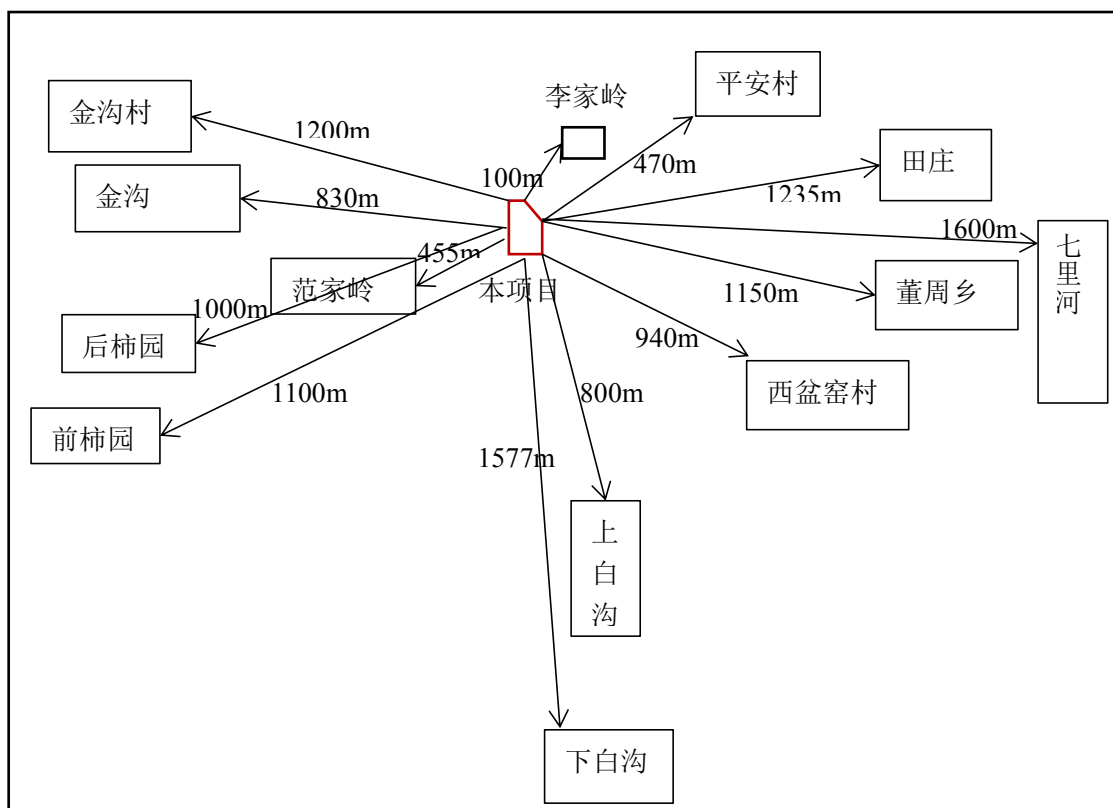 平安村
李家岭
金沟村
1200m
470m
田庄
100m
1235m
金沟
830m
1600m
七里河
455m
范家岭
本项目
董周乡
1150m
1000m
后柿园
940m
西盆窑村
1100m
800m
前柿园
1577m
上白沟
下白沟